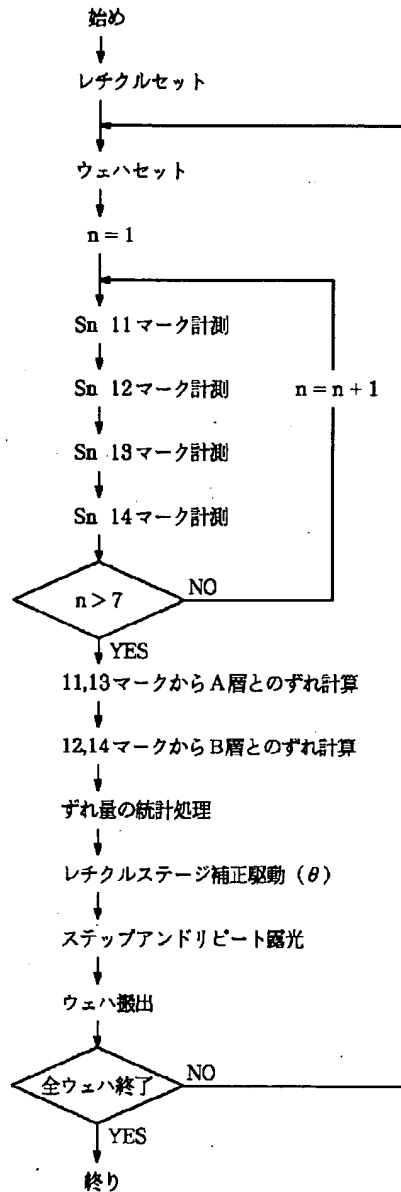 始め
レチクルセット
ウェハセット
n = 1
Sn 11マーク計測
Sn 12マーク計測
n = n + 1
Sn 13マーク計測
Sn 14マーク計測
n > 7
NO
YES
11,13マークからA層とのずれ計算
12,14マークからB層とのずれ計算
ずれ量の統計処理
レチクルステージ補正駆動（θ）
ステップアンドリピート露光
ウェハ搬出
全ウェハ終了
NO
YES
終り